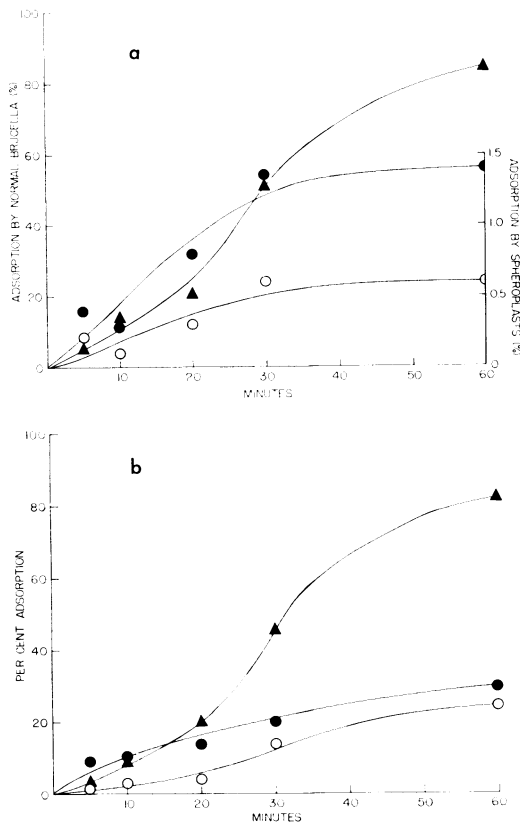 a
100
80
60
40
20
0
ADSORPTION BY NORMAL BRUCELLA (%)
1.5
1.0
0.5
0
ADSORPTION BY SPHEROPLASTS (%)
10 20 30 40 50 60
MINUTES
b
100
80
60
40
20
0
PER CENT ADSORPTION
10 20 30 40 50 60
MINUTES